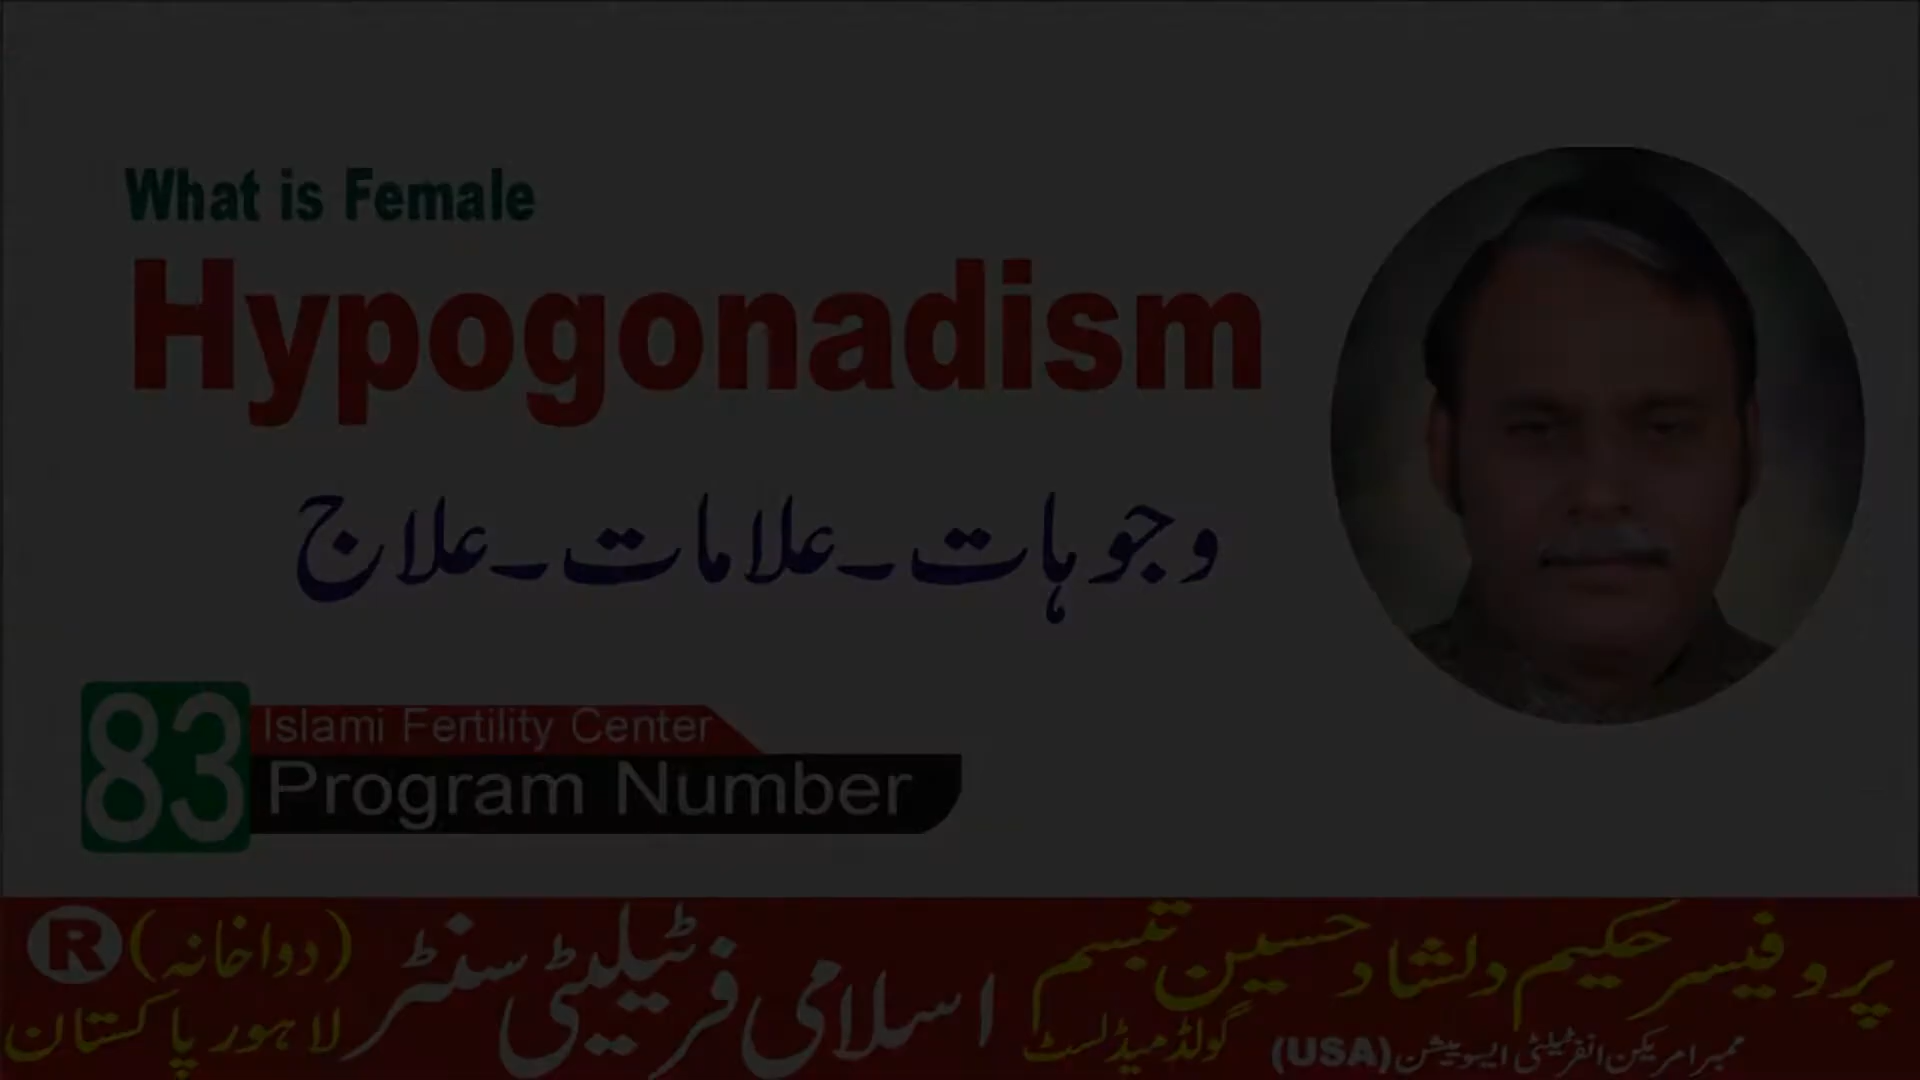 What is Female
Hypogonadism
وجوہات۔علامات۔علاج
83
Islami Fertility Center
Program Number
پروفیسر حکیم دلشاد حسین تبسم
گولڈ میڈلسٹ
ممبر امریکن انفرٹیلٹی ایسوییشن (USA)
اسلامی فرٹیلیٹی سنٹر
(دواخانہ) R
لاہور پاکستان